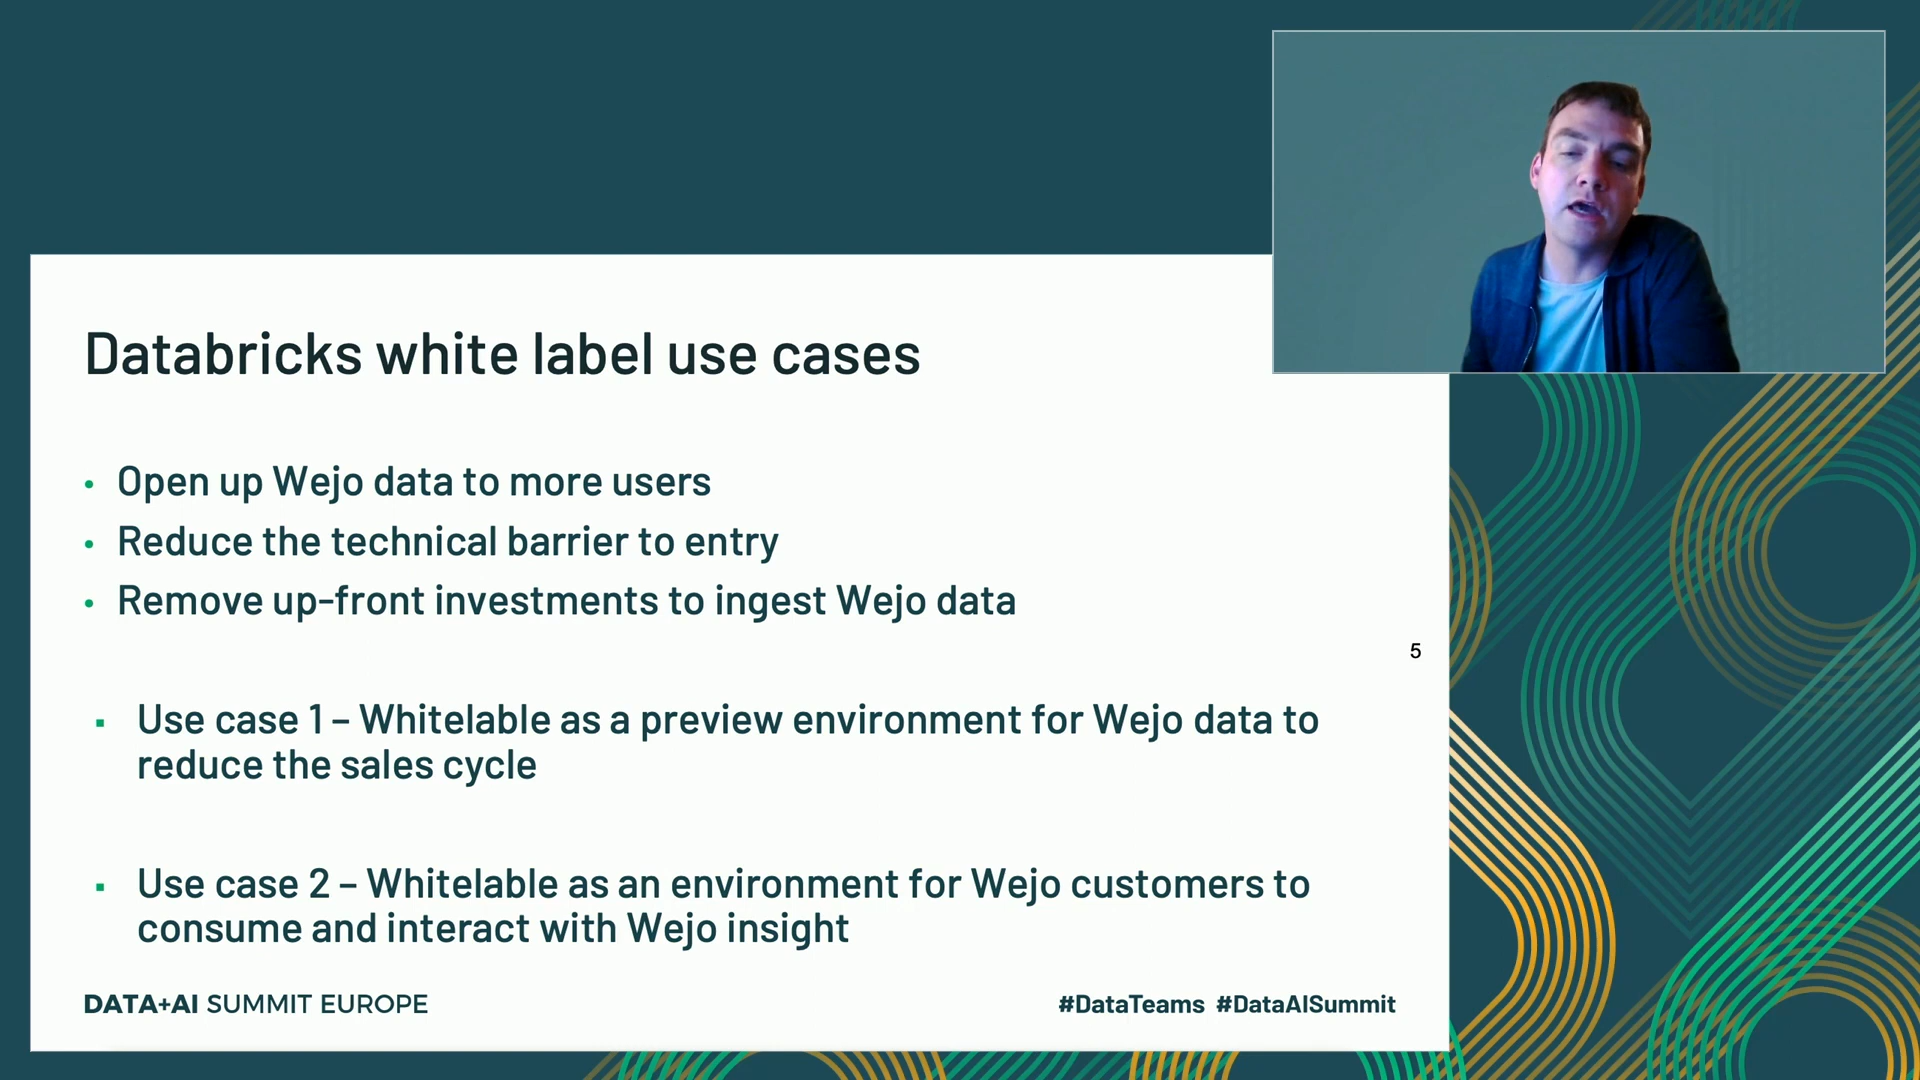 Databricks white label use cases
• Open up Wejo data to more users
• Reduce the technical barrier to entry
• Remove up-front investments to ingest Wejo data
5
▪ Use case 1 – Whitelable as a preview environment for Wejo data to
reduce the sales cycle
▪ Use case 2 – Whitelable as an environment for Wejo customers to
consume and interact with Wejo insight
DATA+AI SUMMIT EUROPE
#DataTeams #DataAISummit